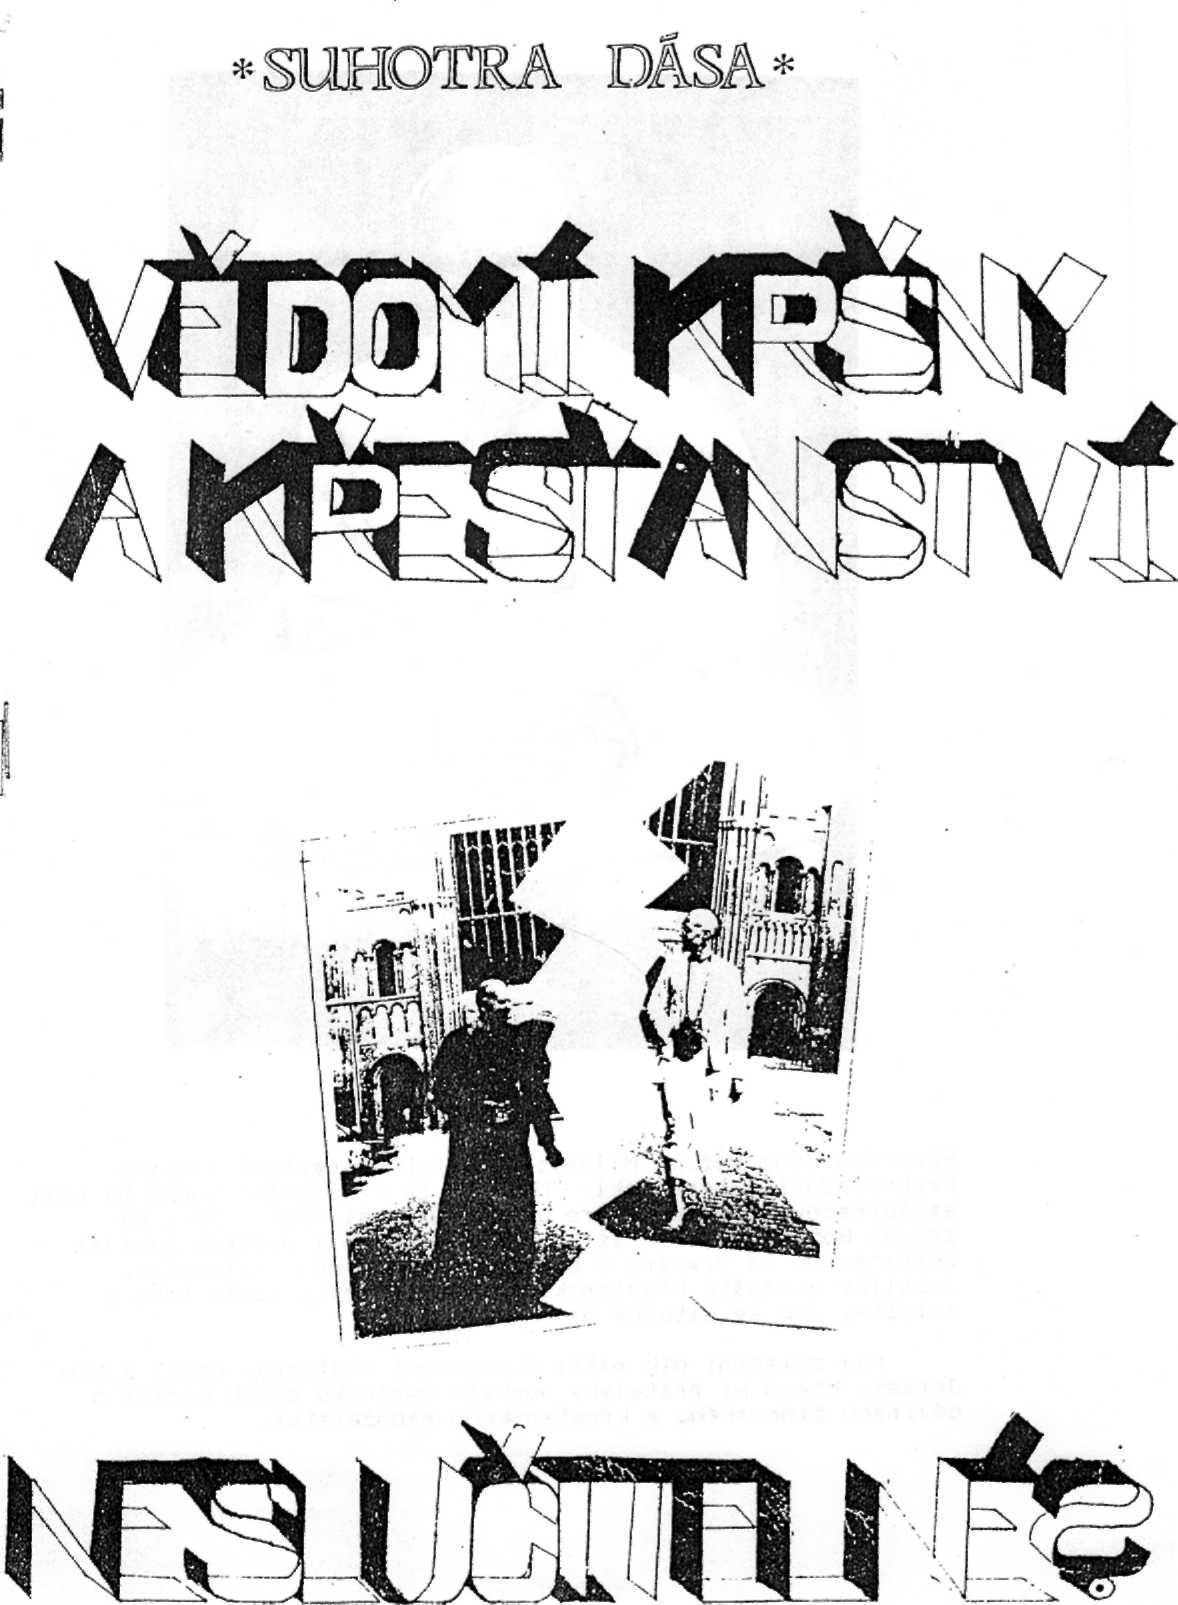 *SUHOTRA DÁSA*
VĚDOMÍ KRŠNY
A KŘESŤANSTVÍ
NESLUČITELNÉ?